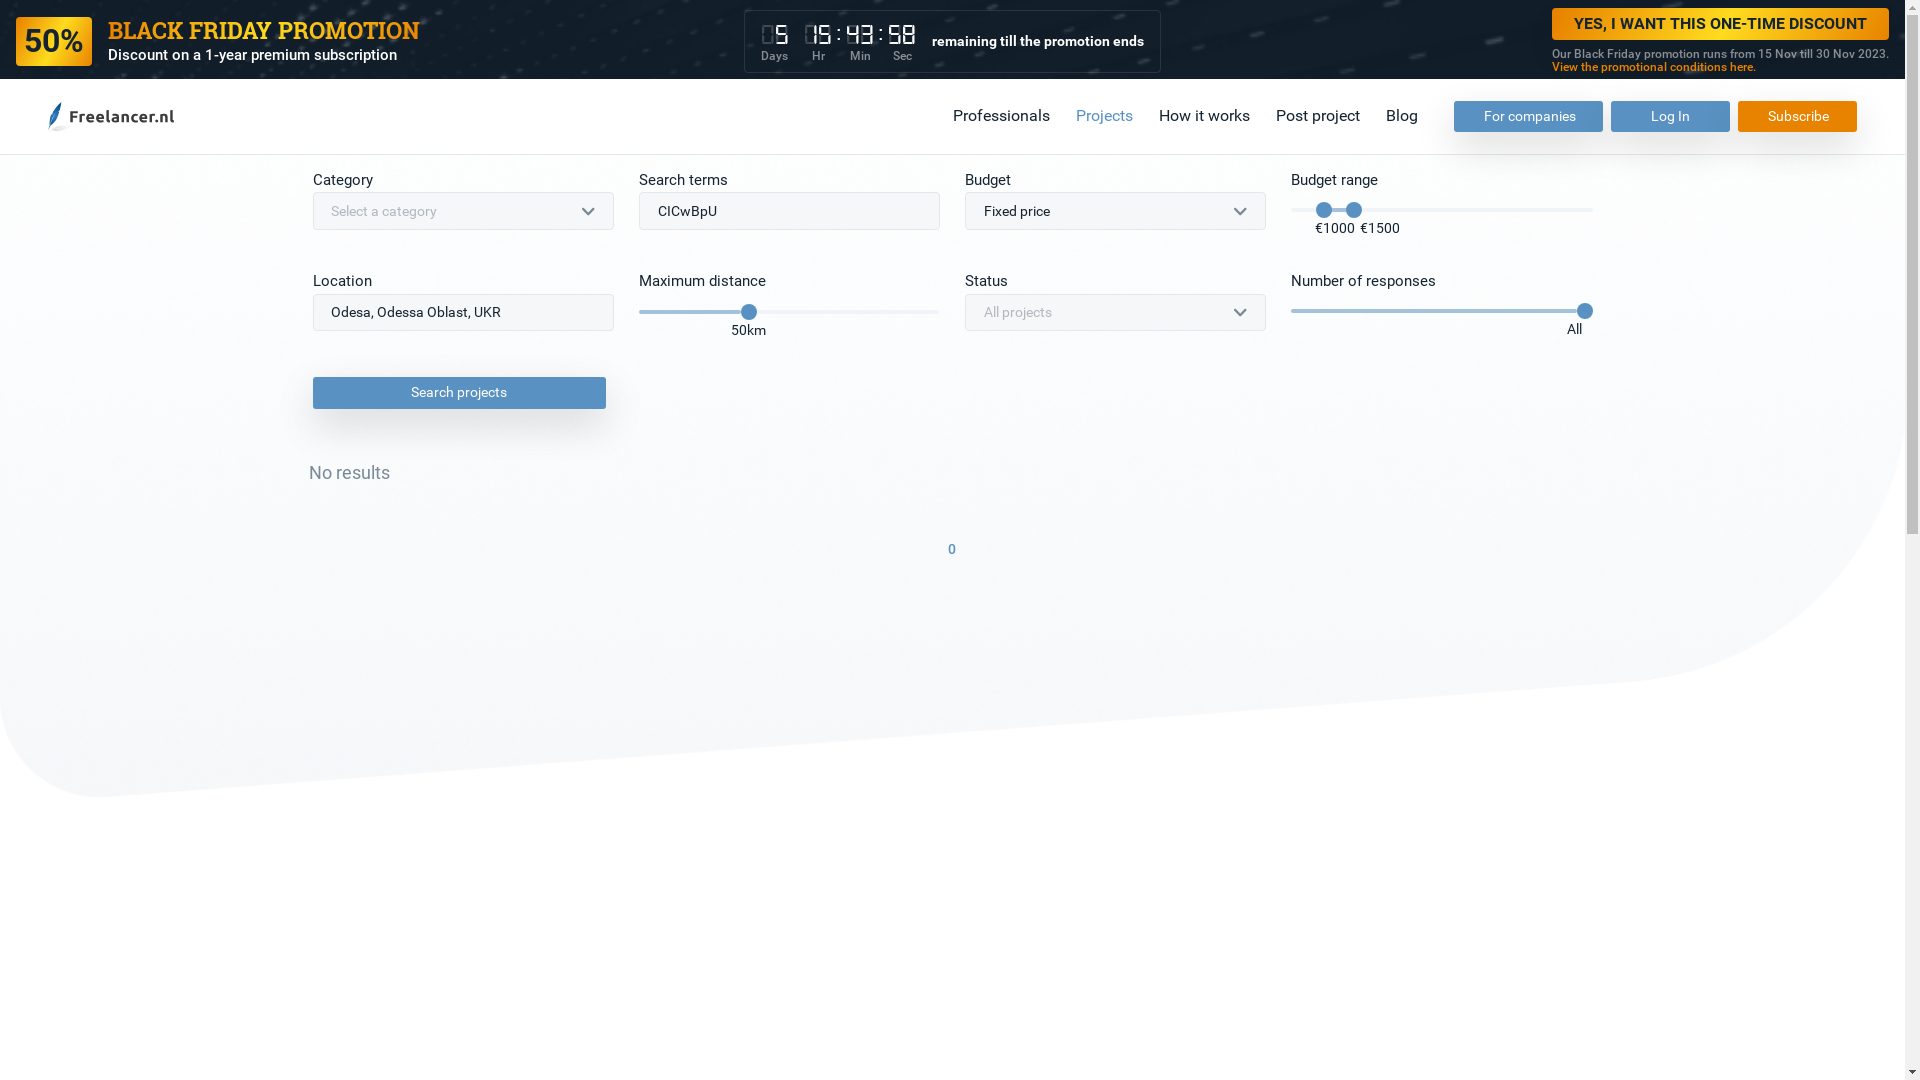 50%
BLACK FRIDAY PROMOTION
Discount on a 1-year premium subscription
5 15 : 43 : 58
Days Hr Min Sec
remaining till the promotion ends
YES, I WANT THIS ONE-TIME DISCOUNT
Our Black Friday promotion runs from 15 Nov till 30 Nov 2023.
View the promotional conditions here.
Freelancer.nl
Professionals Projects How it works Post project Blog For companies Log In Subscribe
Category Search terms Budget Budget range
Select a category CICwBpU Fixed price
€1000 €1500
Location Maximum distance Status Number of responses
Odesa, Odessa Oblast, UKR All projects
50km All
Search projects
No results
0